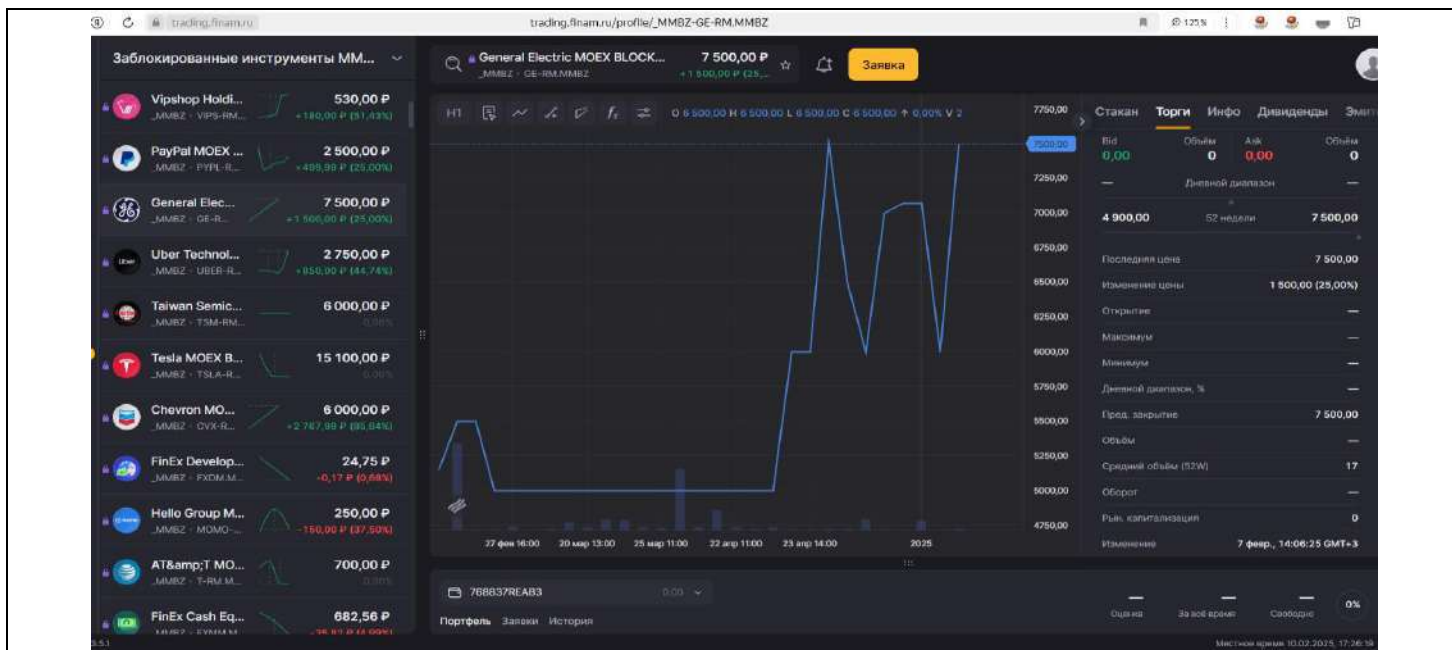 trading.finam.ru
trading.finam.ru/profile/_MMBZ-GE-RM.MMBZ
125%
Заблокированные инструменты ММ...
General Electric MOEX BLOCK...
7 500,00 ₽
_MMBZ · GE-RM.MMBZ
+1 500,00 ₽ (25,...
Заявка
Vipshop Holdi...
530,00 ₽
_MMBZ · VIPS-RM...
+180,00 ₽ (51,43%)
PayPal MOEX ...
2 500,00 ₽
_MMBZ · PYPL-R...
+499,99 ₽ (25,00%)
General Elec...
7 500,00 ₽
_MMBZ · GE-R...
+1 500,00 ₽ (25,00%)
Uber
Uber Technol...
2 750,00 ₽
_MMBZ · UBER-R...
+850,00 ₽ (44,74%)
Taiwan Semic...
6 000,00 ₽
_MMBZ · TSM-RM...
0,00%
Tesla MOEX B...
15 100,00 ₽
_MMBZ · TSLA-R...
0,00%
Chevron MO...
6 000,00 ₽
_MMBZ · CVX-R...
FinEx Develop...
24,75 ₽
_MMBZ · FXDM.M...
-0,17 ₽ (0,68%)
Hello Group M...
250,00 ₽
_MMBZ · MOMO-...
-150,00 ₽ (37,50%)
AT&amp;T MO...
700,00 ₽
_MMBZ · T-RM.M...
0,00%
FinEx Cash Eq...
682,56 ₽
H1
O 6 500,00 H 6 500,00 L 6 500,00 C 6 500,00 ↑ 0,00% V 2
7750,00
7500,00
7250,00
7000,00
6750,00
6500,00
6250,00
6000,00
5750,00
5500,00
5250,00
5000,00
4750,00
27 фев 16:00 20 мар 13:00 25 мар 11:00 22 апр 11:00 23 апр 14:00 2025
Стакан Торги Инфо Дивиденды Эмит
Bid Объём Ask Объём
0,00 0 0,00 0
— Дневной диапазон —
4 900,00 52 недели 7 500,00
Последняя цена 7 500,00
Изменение цены 1 500,00 (25,00%)
Открытие —
Максимум —
Минимум —
Дневной диапазон, % —
Пред. закрытие 7 500,00
Объём —
Средний объём (52W) 17
Оборот —
Рын. капитализация 0
Изменение 7 февр., 14:06:25 GMT+3
768837REAB3 0,00
Портфель Заявки История
— — —
Оценка За всё время Свободно 0%
Местное время 10.02.2025, 17:26:19